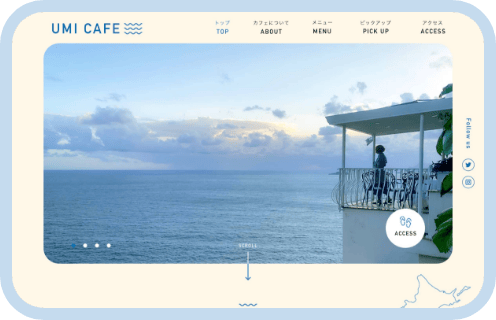 UMI CAFE
トップ
TOP
カフェについて
ABOUT
メニュー
MENU
ピックアップ
PICK UP
アクセス
ACCESS
Follow us
ACCESS
SCROLL